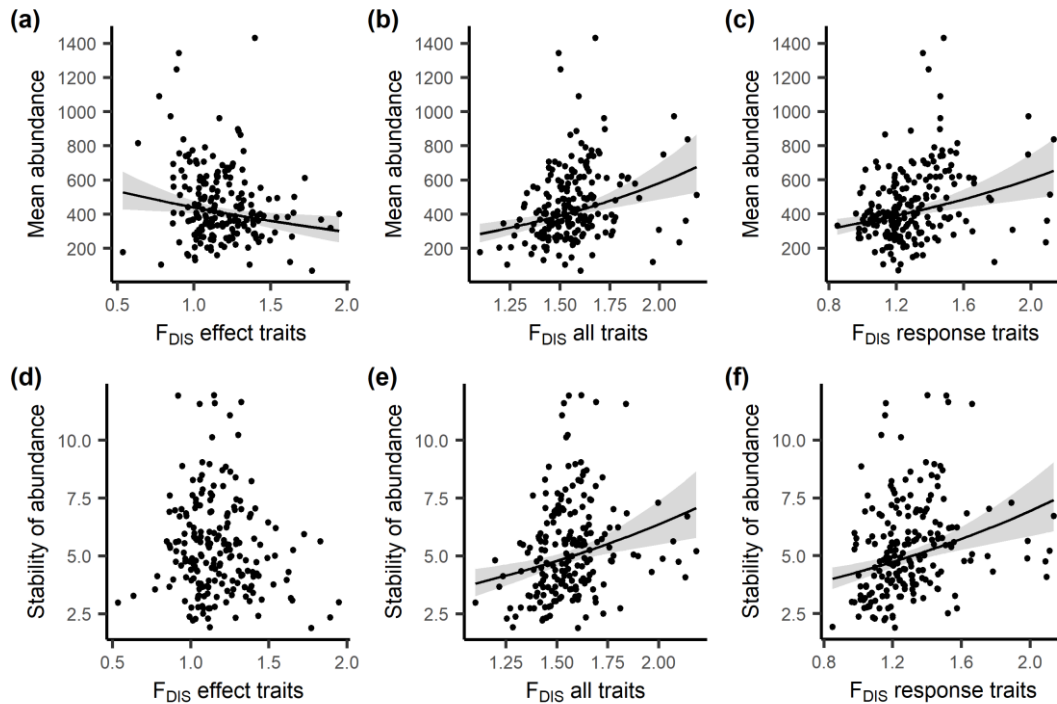 (a) (b) (c)
Mean abundance
1400
1200
1000
800
600
400
200
0.5 1.0 1.5 2.0
F_DIS effect traits
Mean abundance
1400
1200
1000
800
600
400
200
1.25 1.50 1.75 2.00
F_DIS all traits
Mean abundance
1400
1200
1000
800
600
400
200
0.8 1.2 1.6 2.0
F_DIS response traits
(d) (e) (f)
Stability of abundance
10.0
7.5
5.0
2.5
0.5 1.0 1.5 2.0
F_DIS effect traits
Stability of abundance
10.0
7.5
5.0
2.5
1.25 1.50 1.75 2.00
F_DIS all traits
Stability of abundance
10.0
7.5
5.0
2.5
0.8 1.2 1.6 2.0
F_DIS response traits